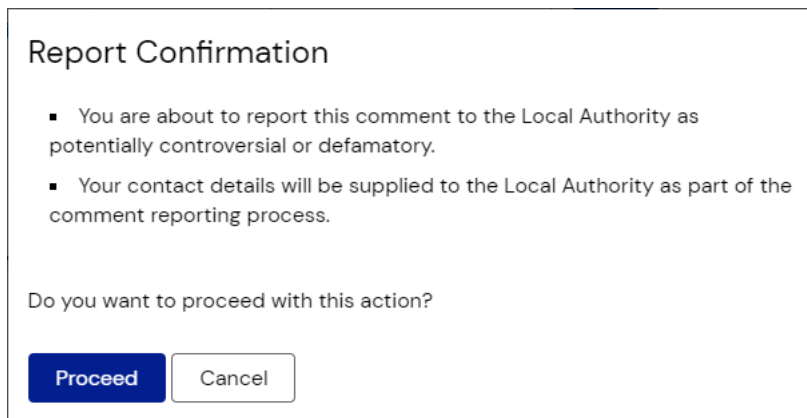 Report Confirmation
▪ You are about to report this comment to the Local Authority as
potentially controversial or defamatory.
▪ Your contact details will be supplied to the Local Authority as part of the
comment reporting process.
Do you want to proceed with this action?
Proceed Cancel